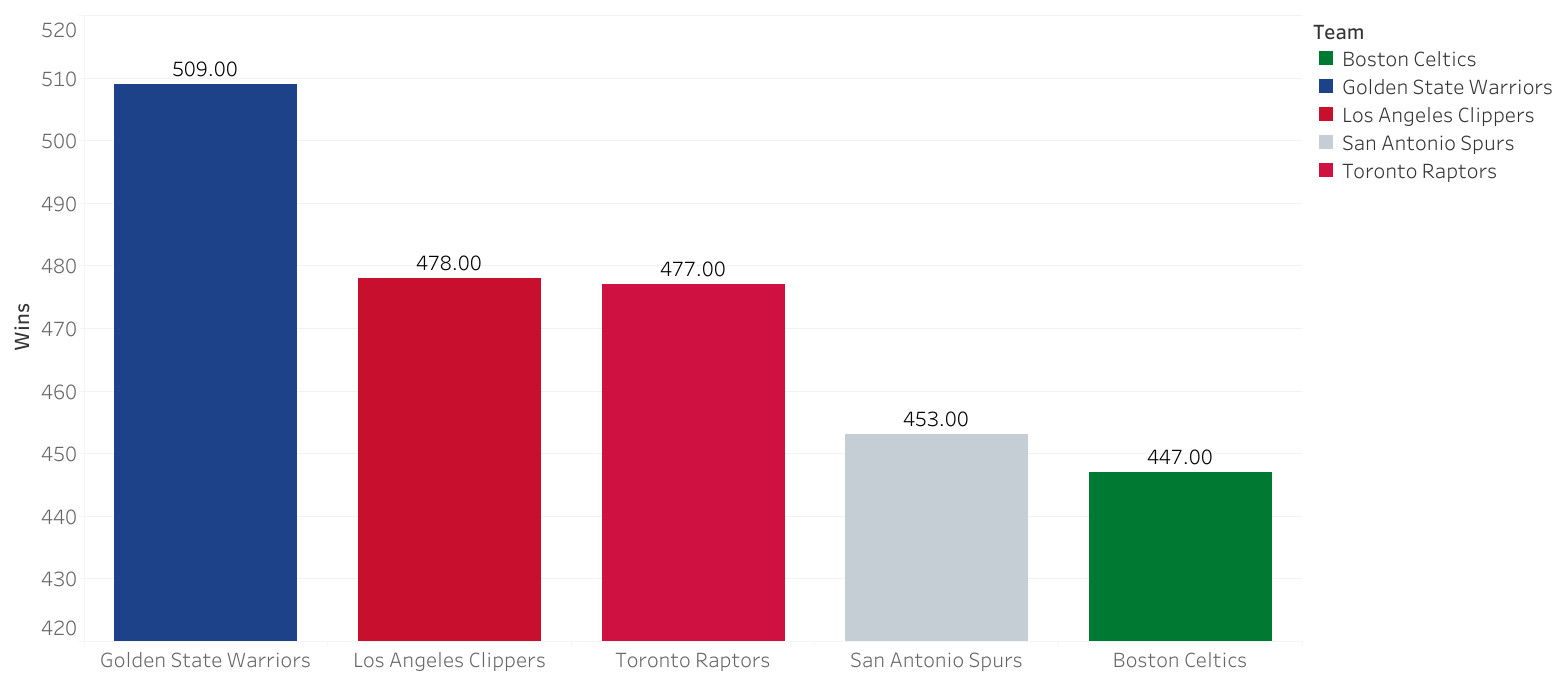 520
510
500
490
480
470
460
450
440
430
420
Wins
509.00
478.00
477.00
453.00
447.00
Golden State Warriors
Los Angeles Clippers
Toronto Raptors
San Antonio Spurs
Boston Celtics
Team
Boston Celtics
Golden State Warriors
Los Angeles Clippers
San Antonio Spurs
Toronto Raptors